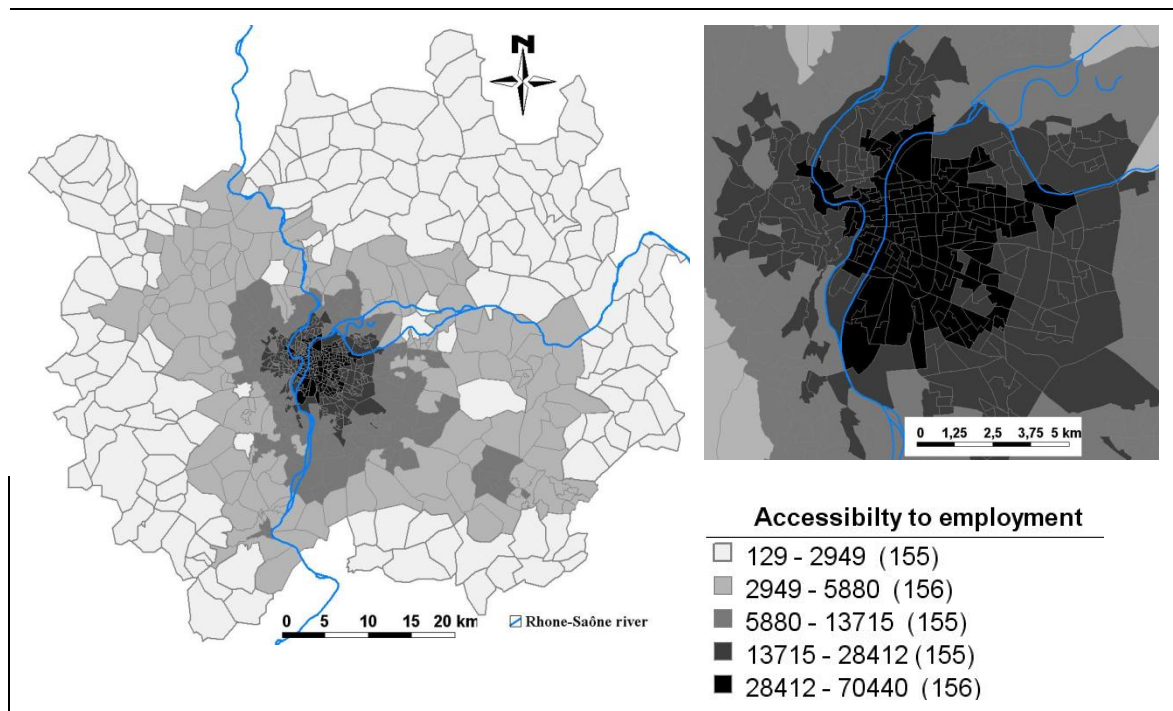 N
0 5 10 15 20 km
Rhone-Saône river
0 1,25 2,5 3,75 5 km
Accessibilty to employment
129 - 2949 (155)
2949 - 5880 (156)
5880 - 13715 (155)
13715 - 28412 (155)
28412 - 70440 (156)